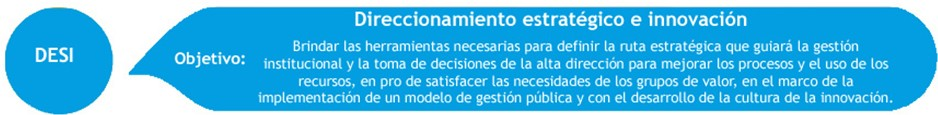 DESI
Direccionamiento estratégico e innovación
Objetivo:
Brindar las herramientas necesarias para definir la ruta estratégica que guiará la gestión
institucional y la toma de decisiones de la alta dirección para mejorar los procesos y el uso de los
recursos, en pro de satisfacer las necesidades de los grupos de valor, en el marco de la
implementación de un modelo de gestión pública y con el desarrollo de la cultura de la innovación.